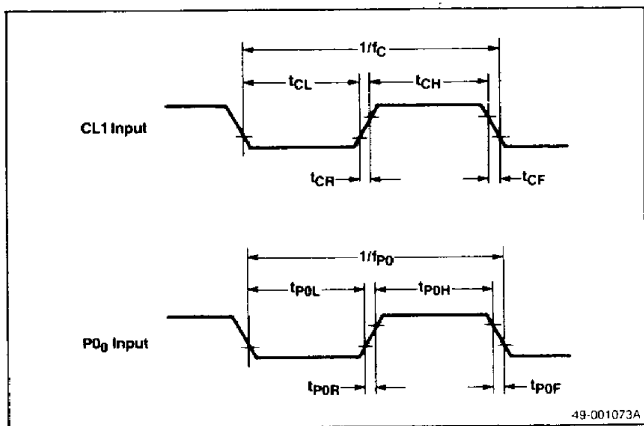 1/fC
tCL
tCH
CL1 Input
tCR
tCF
1/fP0
tP0L
tP0H
P00 Input
tP0R
tP0F
49-001073A